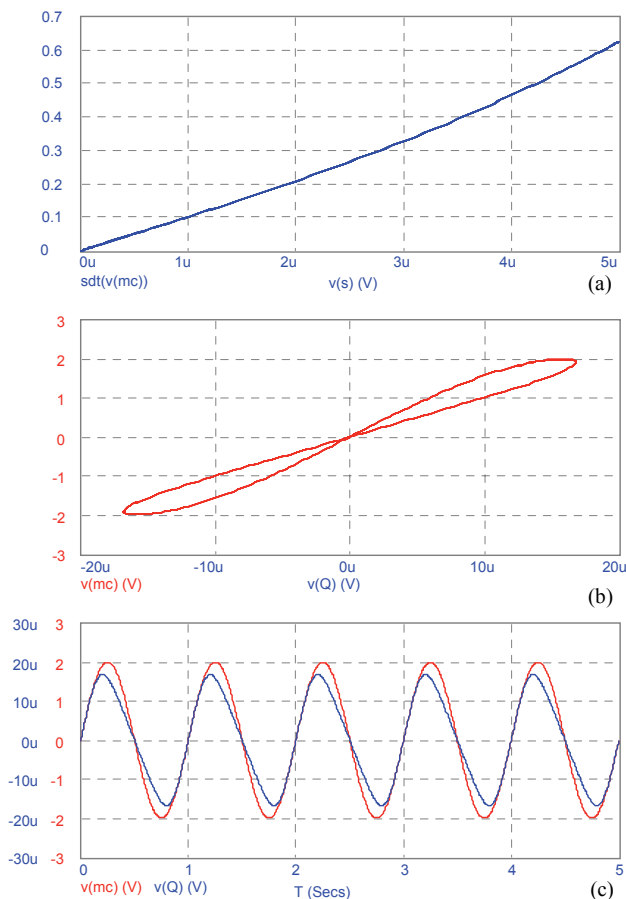 0.7
0.6
0.5
0.4
0.3
0.2
0.1
0
0u 1u 2u 3u 4u 5u
sdt(v(mc)) v(s) (V) (a)
3
2
1
0
-1
-2
-3
-20u -10u 0u 10u 20u
v(mc) (V) v(Q) (V) (b)
30u 3
20u 2
10u 1
0u 0
-10u -1
-20u -2
-30u -3
0 1 2 3 4 5
v(mc) (V) v(Q) (V) T (Secs) (c)